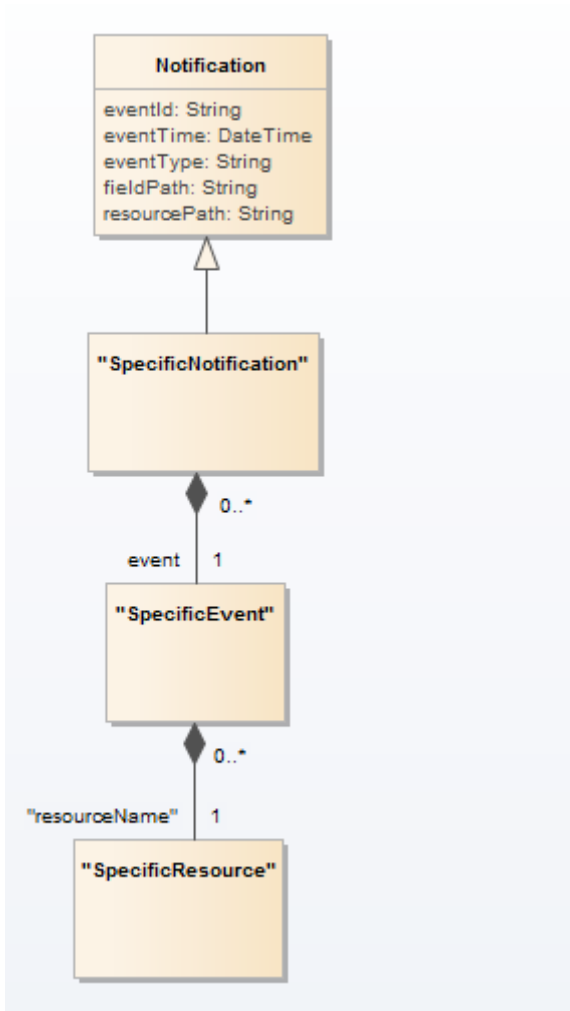 Notification
eventId: String
eventTime: DateTime
eventType: String
fieldPath: String
resourcePath: String
"SpecificNotification"
0..*
event 1
"SpecificEvent"
0..*
"resourceName" 1
"SpecificResource"